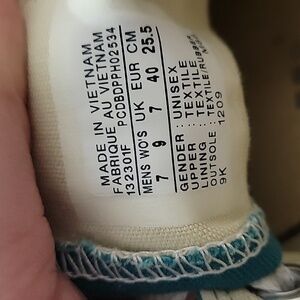 MADE IN VIETNAM
FABRIQUE AU VIETNAM
132301F PCDBDPPH02534
MENS WO'S UK EUR CM
7 9 7 40 25.5
GENDER : UNISEX
UPPER : TEXTILE
LINING : TEXTILE
OUTSOLE : TEXTILE/RUBBER
1209
9K